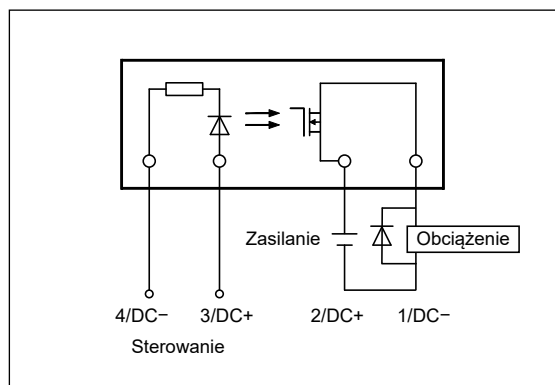 Zasilanie
Obciążenie
4/DC− 3/DC+ 2/DC+ 1/DC−
Sterowanie